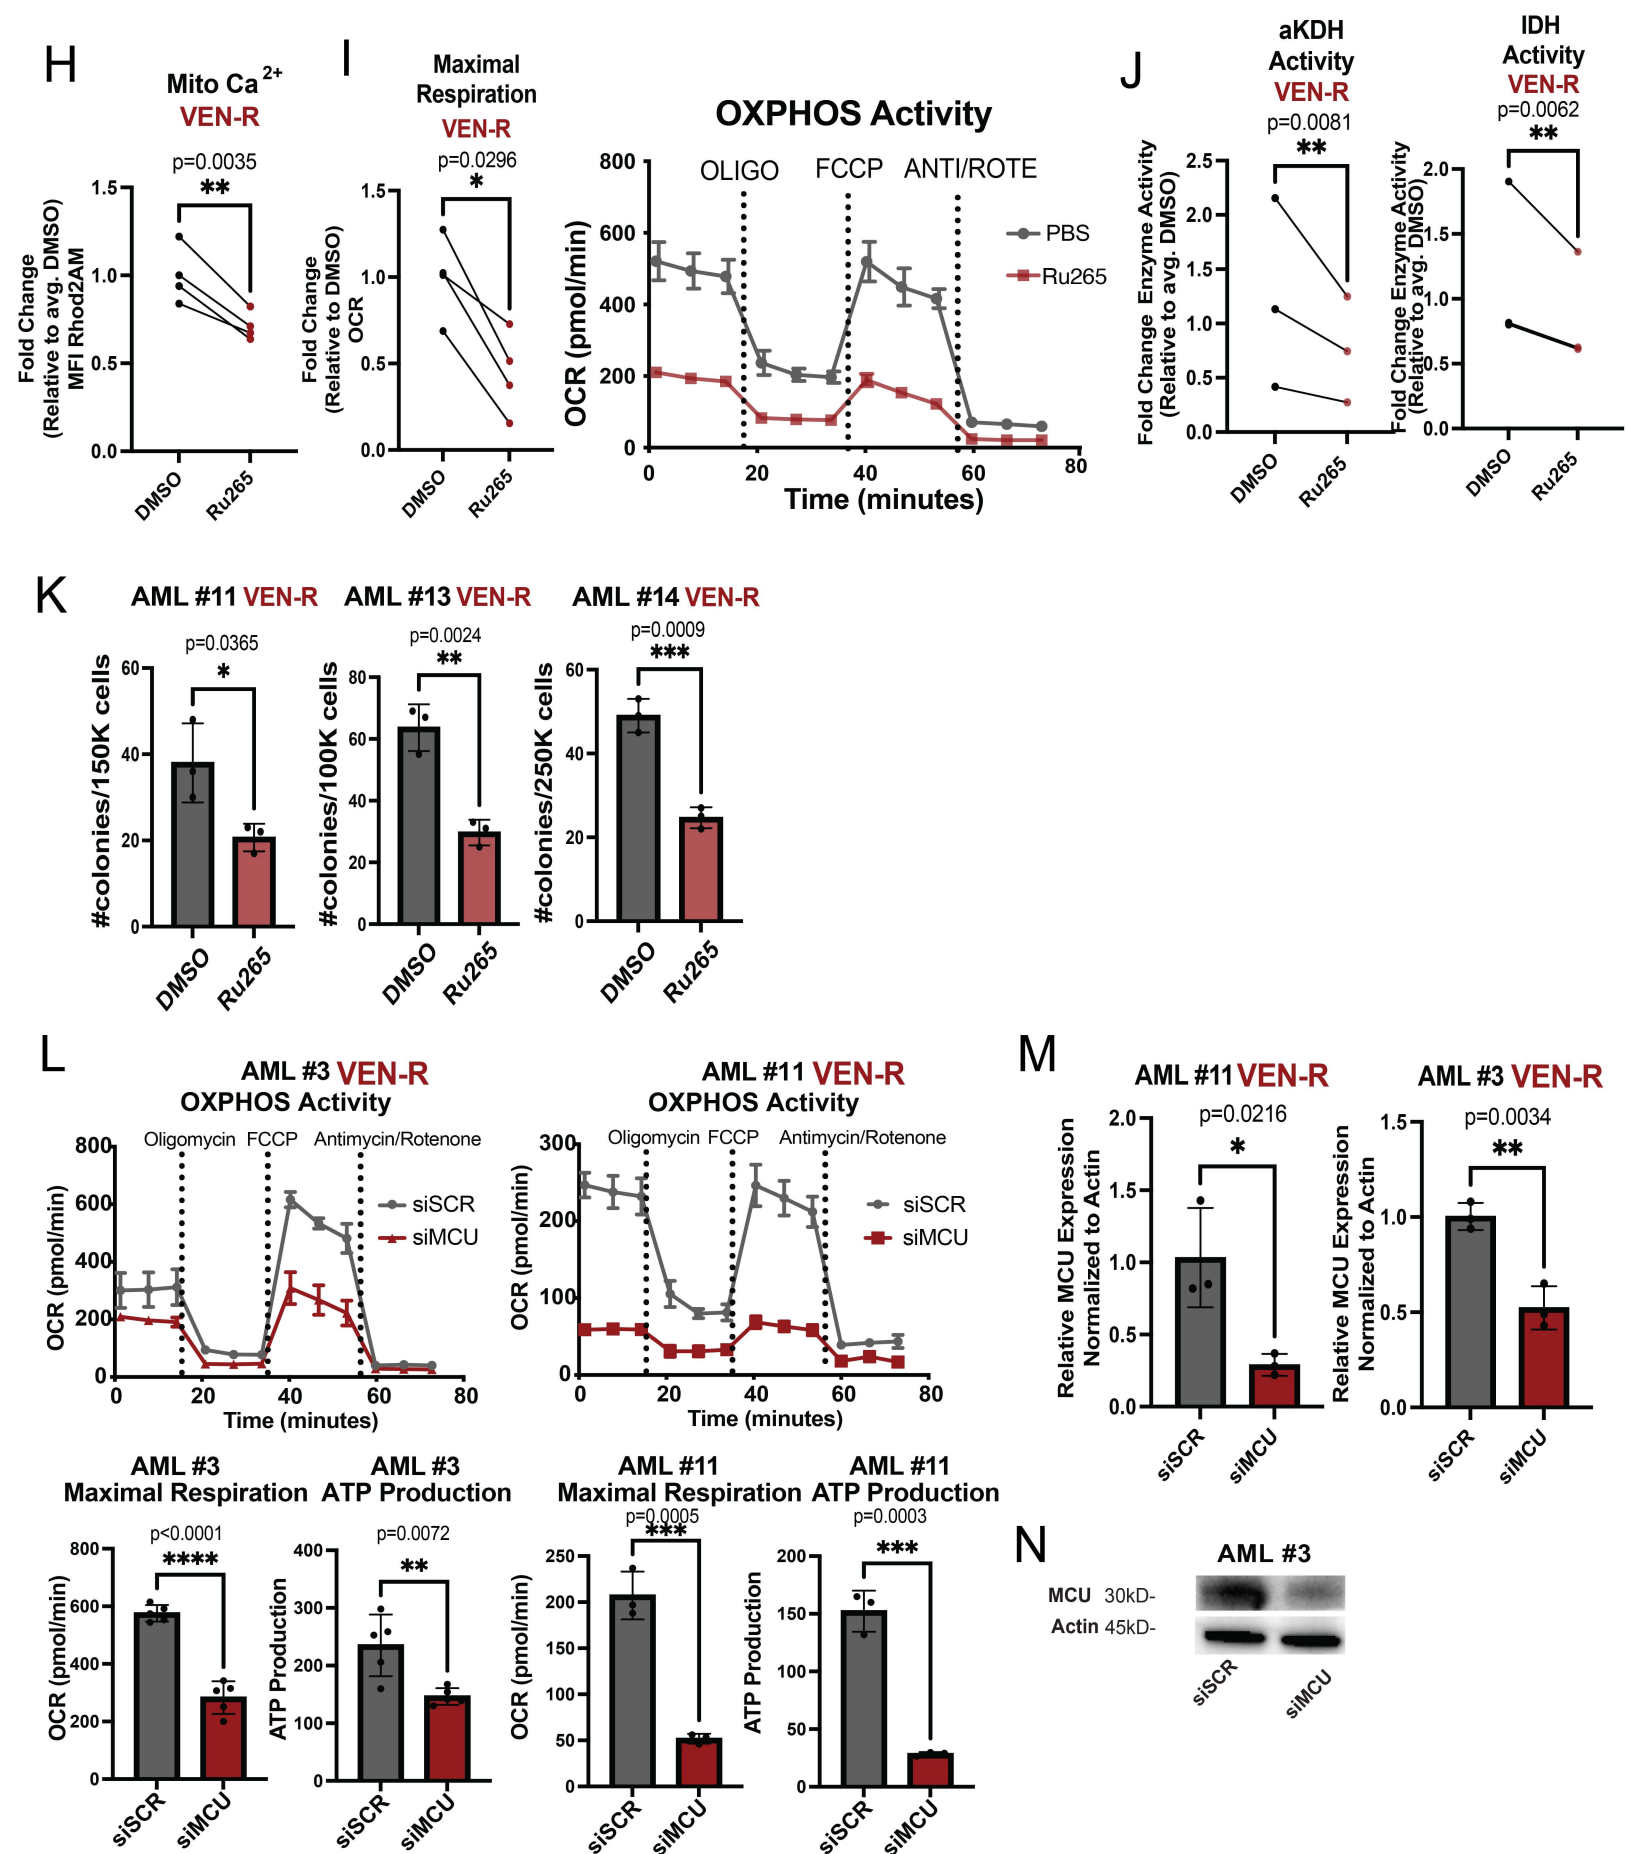 H
Mito Ca2+
VEN-R
p=0.0035
**
Fold Change
(Relative to avg. DMSO)
MFI Rhod2AM
1.5
1.0
0.5
0.0
DMSO
Ru265
I
Maximal
Respiration
VEN-R
p=0.0296
*
Fold Change
(Relative to DMSO)
OCR
1.5
1.0
0.5
0.0
DMSO
Ru265
OXPHOS Activity
OLIGO FCCP ANTI/ROTE
PBS
Ru265
OCR (pmol/min)
800
600
400
200
0
0 20 40 60 80
Time (minutes)
J
aKDH
Activity
VEN-R
p=0.0081
**
Fold Change Enzyme Activity
(Relative to avg. DMSO)
2.5
2.0
1.5
1.0
0.5
0.0
DMSO
Ru265
IDH
Activity
VEN-R
p=0.0062
**
Fold Change Enzyme Activity
(Relative to avg. DMSO)
2.0
1.5
1.0
0.5
0.0
DMSO
Ru265
K
AML #11 VEN-R
p=0.0365
*
#colonies/150K cells
60
40
20
0
DMSO
Ru265
AML #13 VEN-R
p=0.0024
**
#colonies/100K cells
80
60
40
20
0
DMSO
Ru265
AML #14 VEN-R
p=0.0009
***
#colonies/250K cells
60
40
20
0
DMSO
Ru265
L
AML #3 VEN-R
OXPHOS Activity
Oligomycin FCCP Antimycin/Rotenone
siSCR
siMCU
OCR (pmol/min)
800
600
400
200
0
0 20 40 60 80
Time (minutes)
AML #11 VEN-R
OXPHOS Activity
Oligomycin FCCP Antimycin/Rotenone
siSCR
siMCU
OCR (pmol/min)
300
200
100
0
0 20 40 60 80
Time (minutes)
AML #3
Maximal Respiration
p<0.0001
****
OCR (pmol/min)
800
600
400
200
0
siSCR
siMCU
AML #3
ATP Production
p=0.0072
**
ATP Production
400
300
200
100
0
siSCR
siMCU
AML #11
Maximal Respiration
p=0.0005
***
OCR (pmol/min)
250
200
150
100
50
0
siSCR
siMCU
AML #11
ATP Production
p=0.0003
***
ATP Production
200
150
100
50
0
siSCR
siMCU
M
AML #11 VEN-R
p=0.0216
*
Relative MCU Expression
Normalized to Actin
2.0
1.5
1.0
0.5
0.0
siSCR
siMCU
AML #3 VEN-R
p=0.0034
**
Relative MCU Expression
Normalized to Actin
1.5
1.0
0.5
0.0
siSCR
siMCU
N
AML #3
MCU 30kD-
Actin 45kD-
siSCR
siMCU